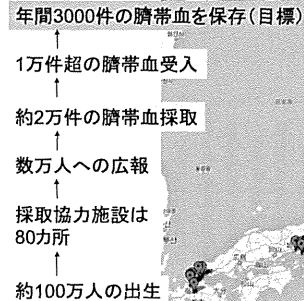 年間3000件の臍帯血を保存(目標)
1万件超の臍帯血受入
約2万件の臍帯血採取
数万人への広報
採取協力施設は
80カ所
約100万人の出生